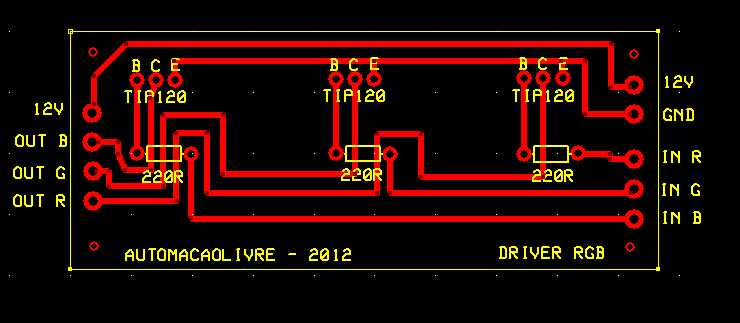 B C E B C E B C E
TIP120 TIP120 TIP120
12V 12V
GND
OUT B
IN R
OUT G 220R 220R 220R
IN G
OUT R
IN B
AUTOMACAOLIVRE - 2012 DRIVER RGB